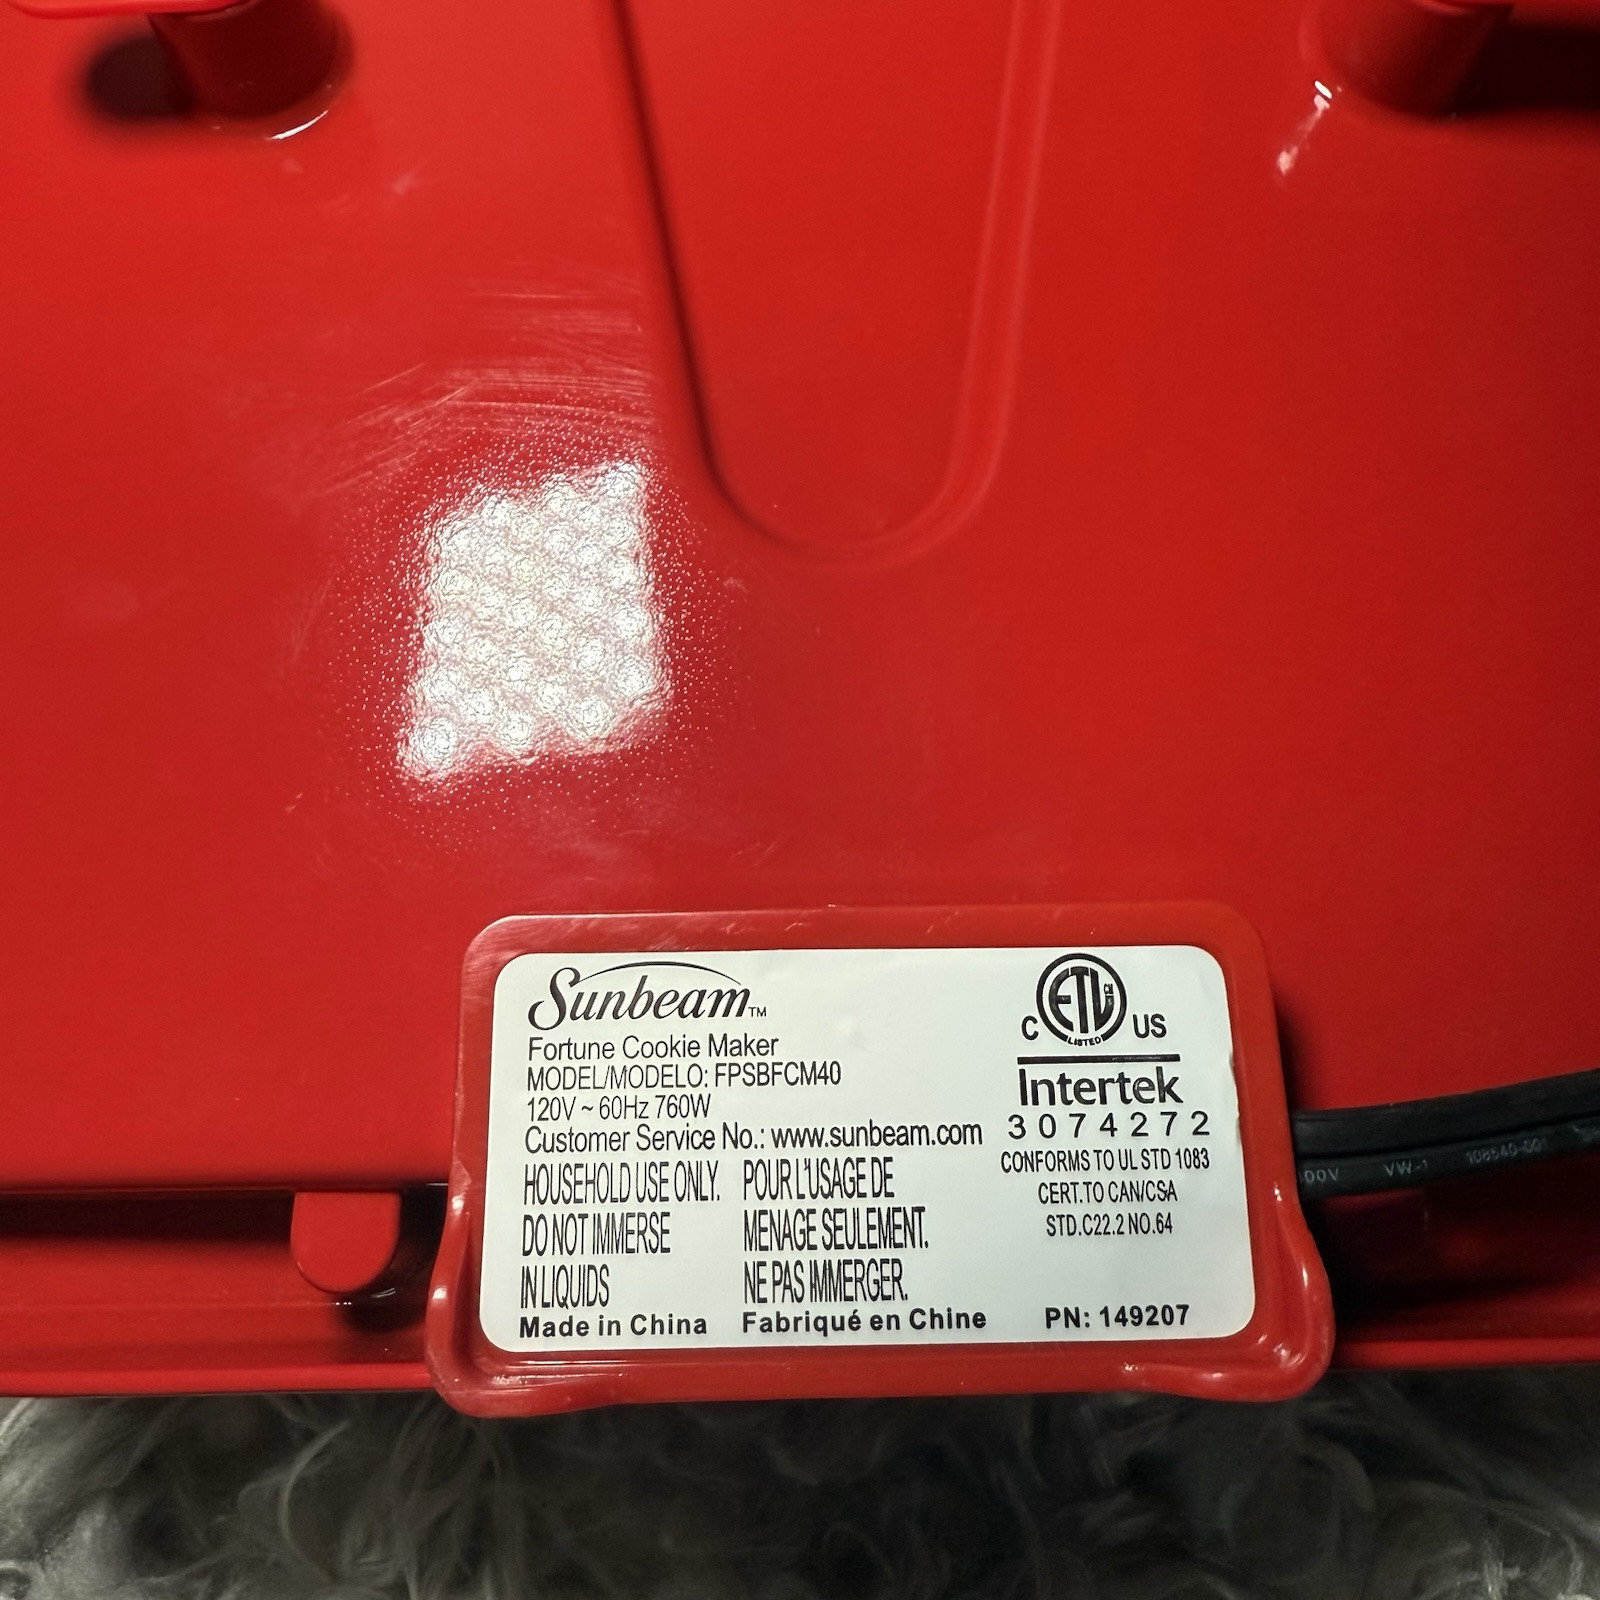 Sunbeam™
Fortune Cookie Maker
MODEL/MODELO: FPSBFCM40
120V ~ 60Hz 760W
Customer Service No.: www.sunbeam.com
HOUSEHOLD USE ONLY.
DO NOT IMMERSE
IN LIQUIDS
Made in China
POUR L'USAGE DE
MENAGE SEULEMENT.
NE PAS IMMERGER.
Fabriqué en Chine
ETL CM
LISTED
C US
Intertek
3074272
CONFORMS TO UL STD 1083
CERT.TO CAN/CSA
STD.C22.2 NO.64
PN: 149207
VW-1